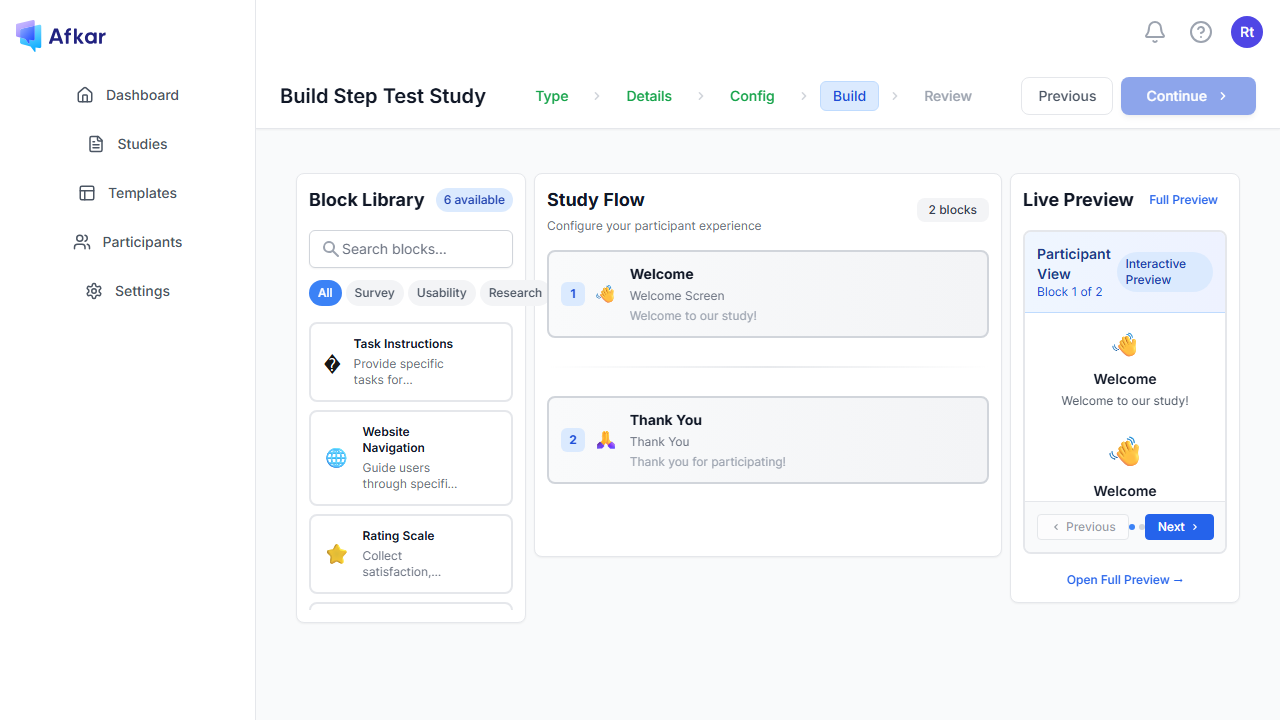 Afkar
Rt
Dashboard
Studies
Templates
Participants
Settings
Build Step Test Study
Type
Details
Config
Build
Review
Previous
Continue
Block Library
6 available
Search blocks...
All
Survey
Usability
Research
Task Instructions
Provide specific
tasks for...
Website
Navigation
Guide users
through specifi...
Rating Scale
Collect
satisfaction,...
Study Flow
Configure your participant experience
2 blocks
1
Welcome
Welcome Screen
Welcome to our study!
2
Thank You
Thank You
Thank you for participating!
Live Preview
Full Preview
Participant
View
Block 1 of 2
Interactive
Preview
Welcome
Welcome to our study!
Welcome
Previous
Next
Open Full Preview →